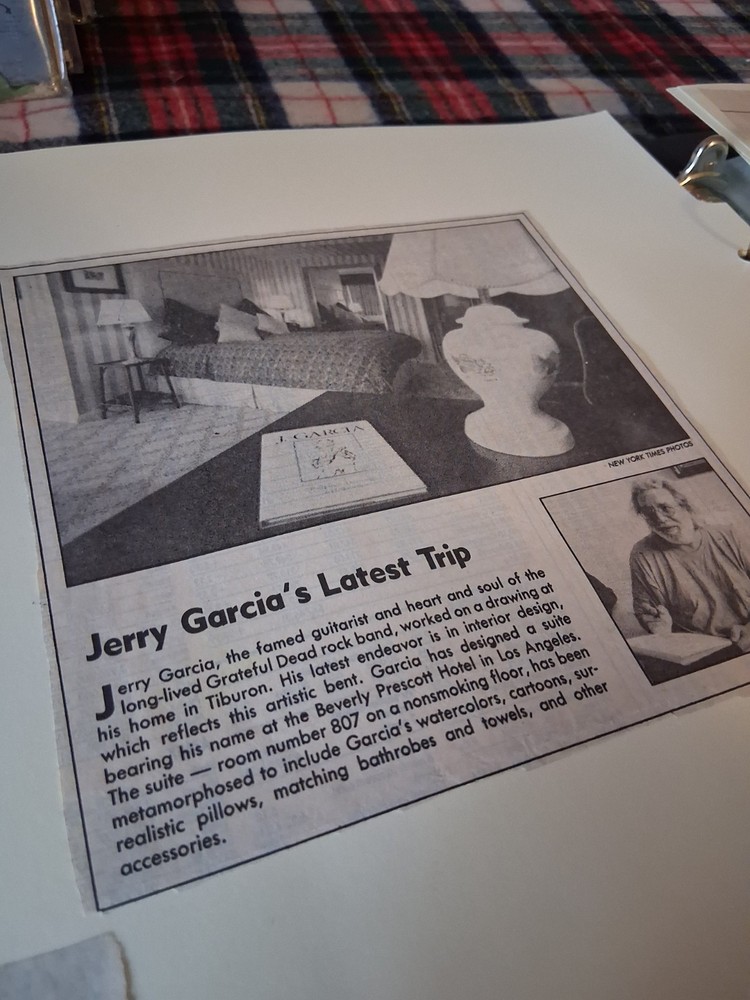 J. GARCIA
NEW YORK TIMES PHOTOS
Jerry Garcia's Latest Trip
Jerry Garcia, the famed guitarist and heart and soul of the
long-lived Grateful Dead rock band, worked on a drawing at
his home in Tiburon. His latest endeavor is in interior design,
which reflects this artistic bent. Garcia has designed a suite
bearing his name at the Beverly Prescott Hotel in Los Angeles.
The suite — room number 807 on a nonsmoking floor, has been
metamorphosed to include Garcia's watercolors, cartoons, sur-
realistic pillows, matching bathrobes and towels, and other
accessories.